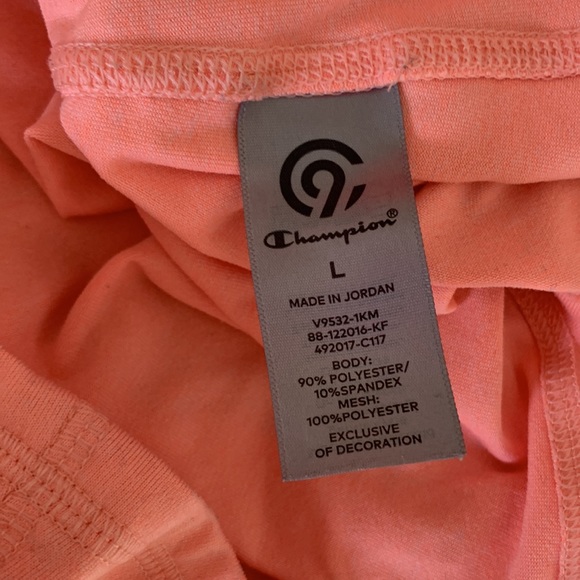 C9
Champion®
L
MADE IN JORDAN
V9532-1KM
88-122016-KF
492017-C117
BODY:
90% POLYESTER/
10%SPANDEX
MESH:
100%POLYESTER
EXCLUSIVE
OF DECORATION